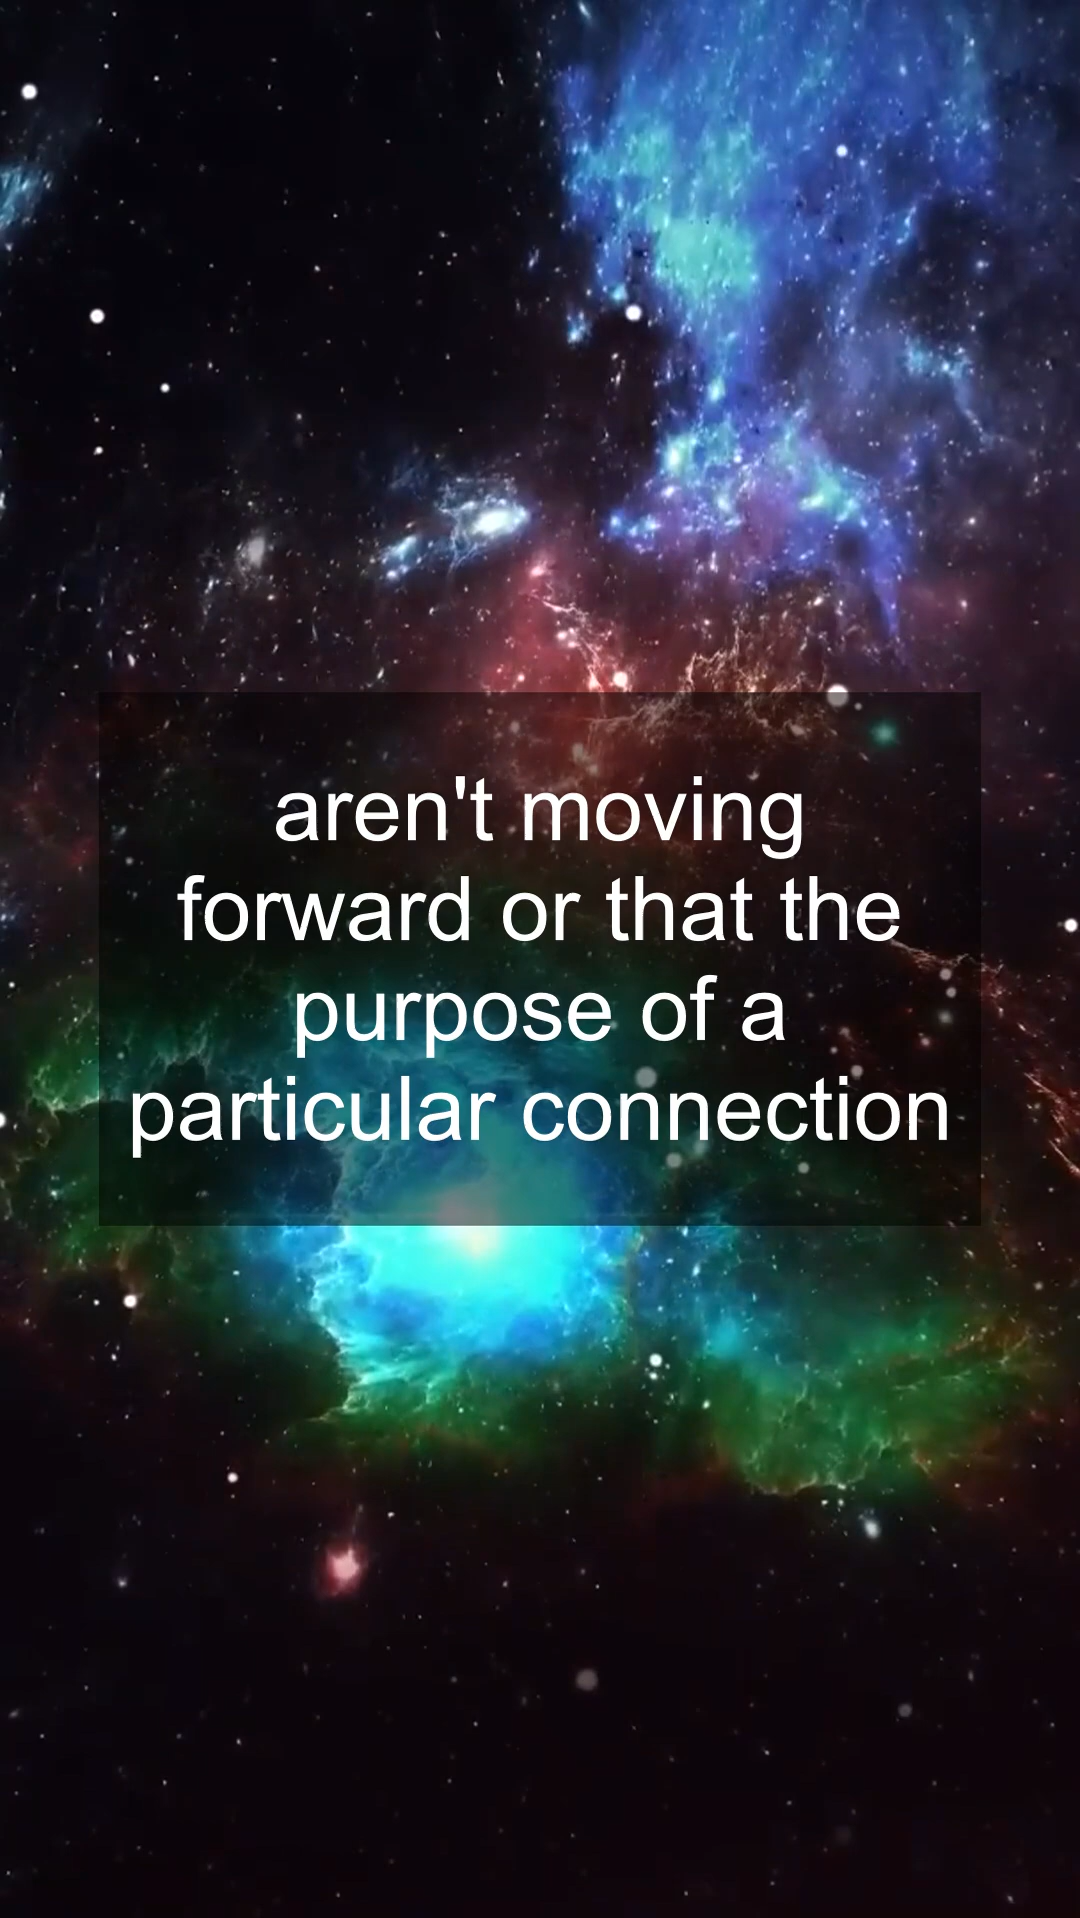 aren't moving
forward or that the
purpose of a
particular connection